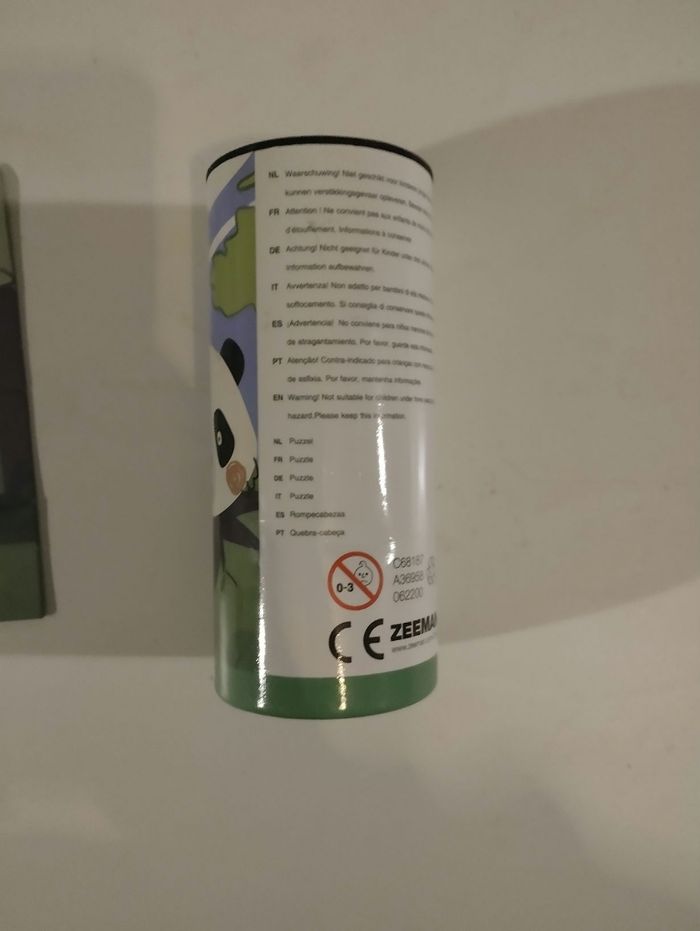 NL Waarschuwing! Niet geschikt voor kinderen
kunnen verstikkingsgevaar opleveren.
FR Attention ! Ne convient pas aux enfants de
d'étouffement. Informations à conserver
DE Achtung! Nicht geeignet für Kinder unter
Information aufbewahren.
IT Avvertenza! Non adatto per bambini di età
soffocamento. Si consiglia di conservare
ES ¡Advertencia! No conviene para niños
de atragantamiento. Por favor, guarde
PT Atenção! Contra-indicado para crianças com
de asfixia. Por favor, mantenha informação
EN Warning! Not suitable for children under
hazard.Please keep this information.
NL Puzzel
FR Puzzle
DE Puzzle
IT Puzzle
ES Rompecabezas
PT Quebra-cabeça
0-3
C68187
A36958
062200
CE ZEEMAN